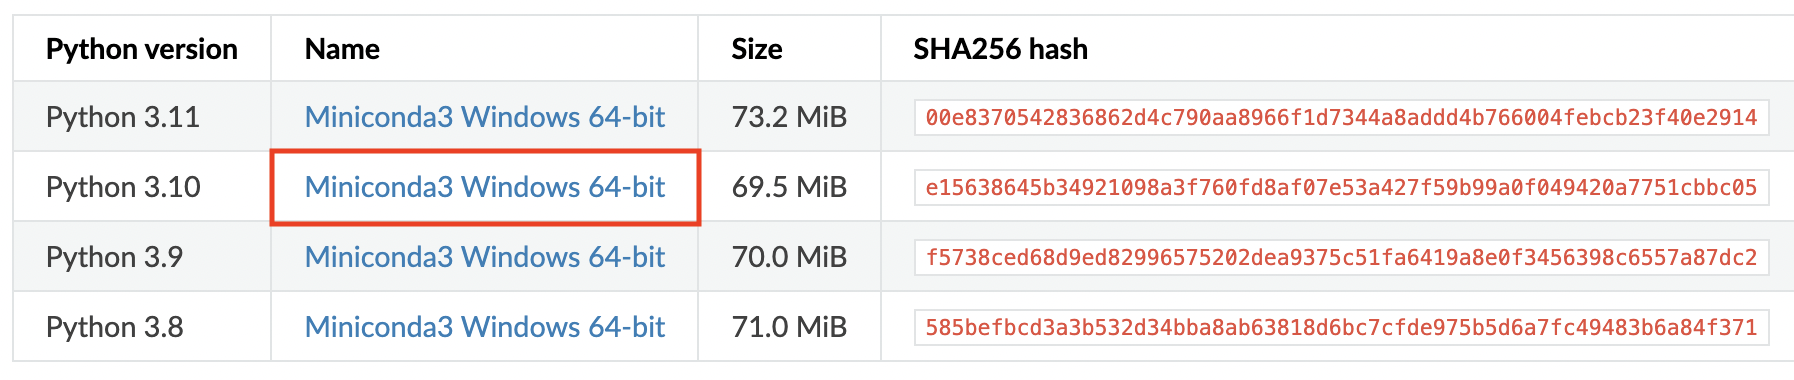 Python version Name Size SHA256 hash
Python 3.11 Miniconda3 Windows 64-bit 73.2 MiB 00e8370542836862d4c790aa8966f1d7344a8addd4b766004febcb23f40e2914
Python 3.10 Miniconda3 Windows 64-bit 69.5 MiB e15638645b34921098a3f760fd8af07e53a427f59b99a0f049420a7751cbbc05
Python 3.9 Miniconda3 Windows 64-bit 70.0 MiB f5738ced68d9ed82996575202dea9375c51fa6419a8e0f3456398c6557a87dc2
Python 3.8 Miniconda3 Windows 64-bit 71.0 MiB 585befbcd3a3b532d34bba8ab63818d6bc7cfde975b5d6a7fc49483b6a84f371